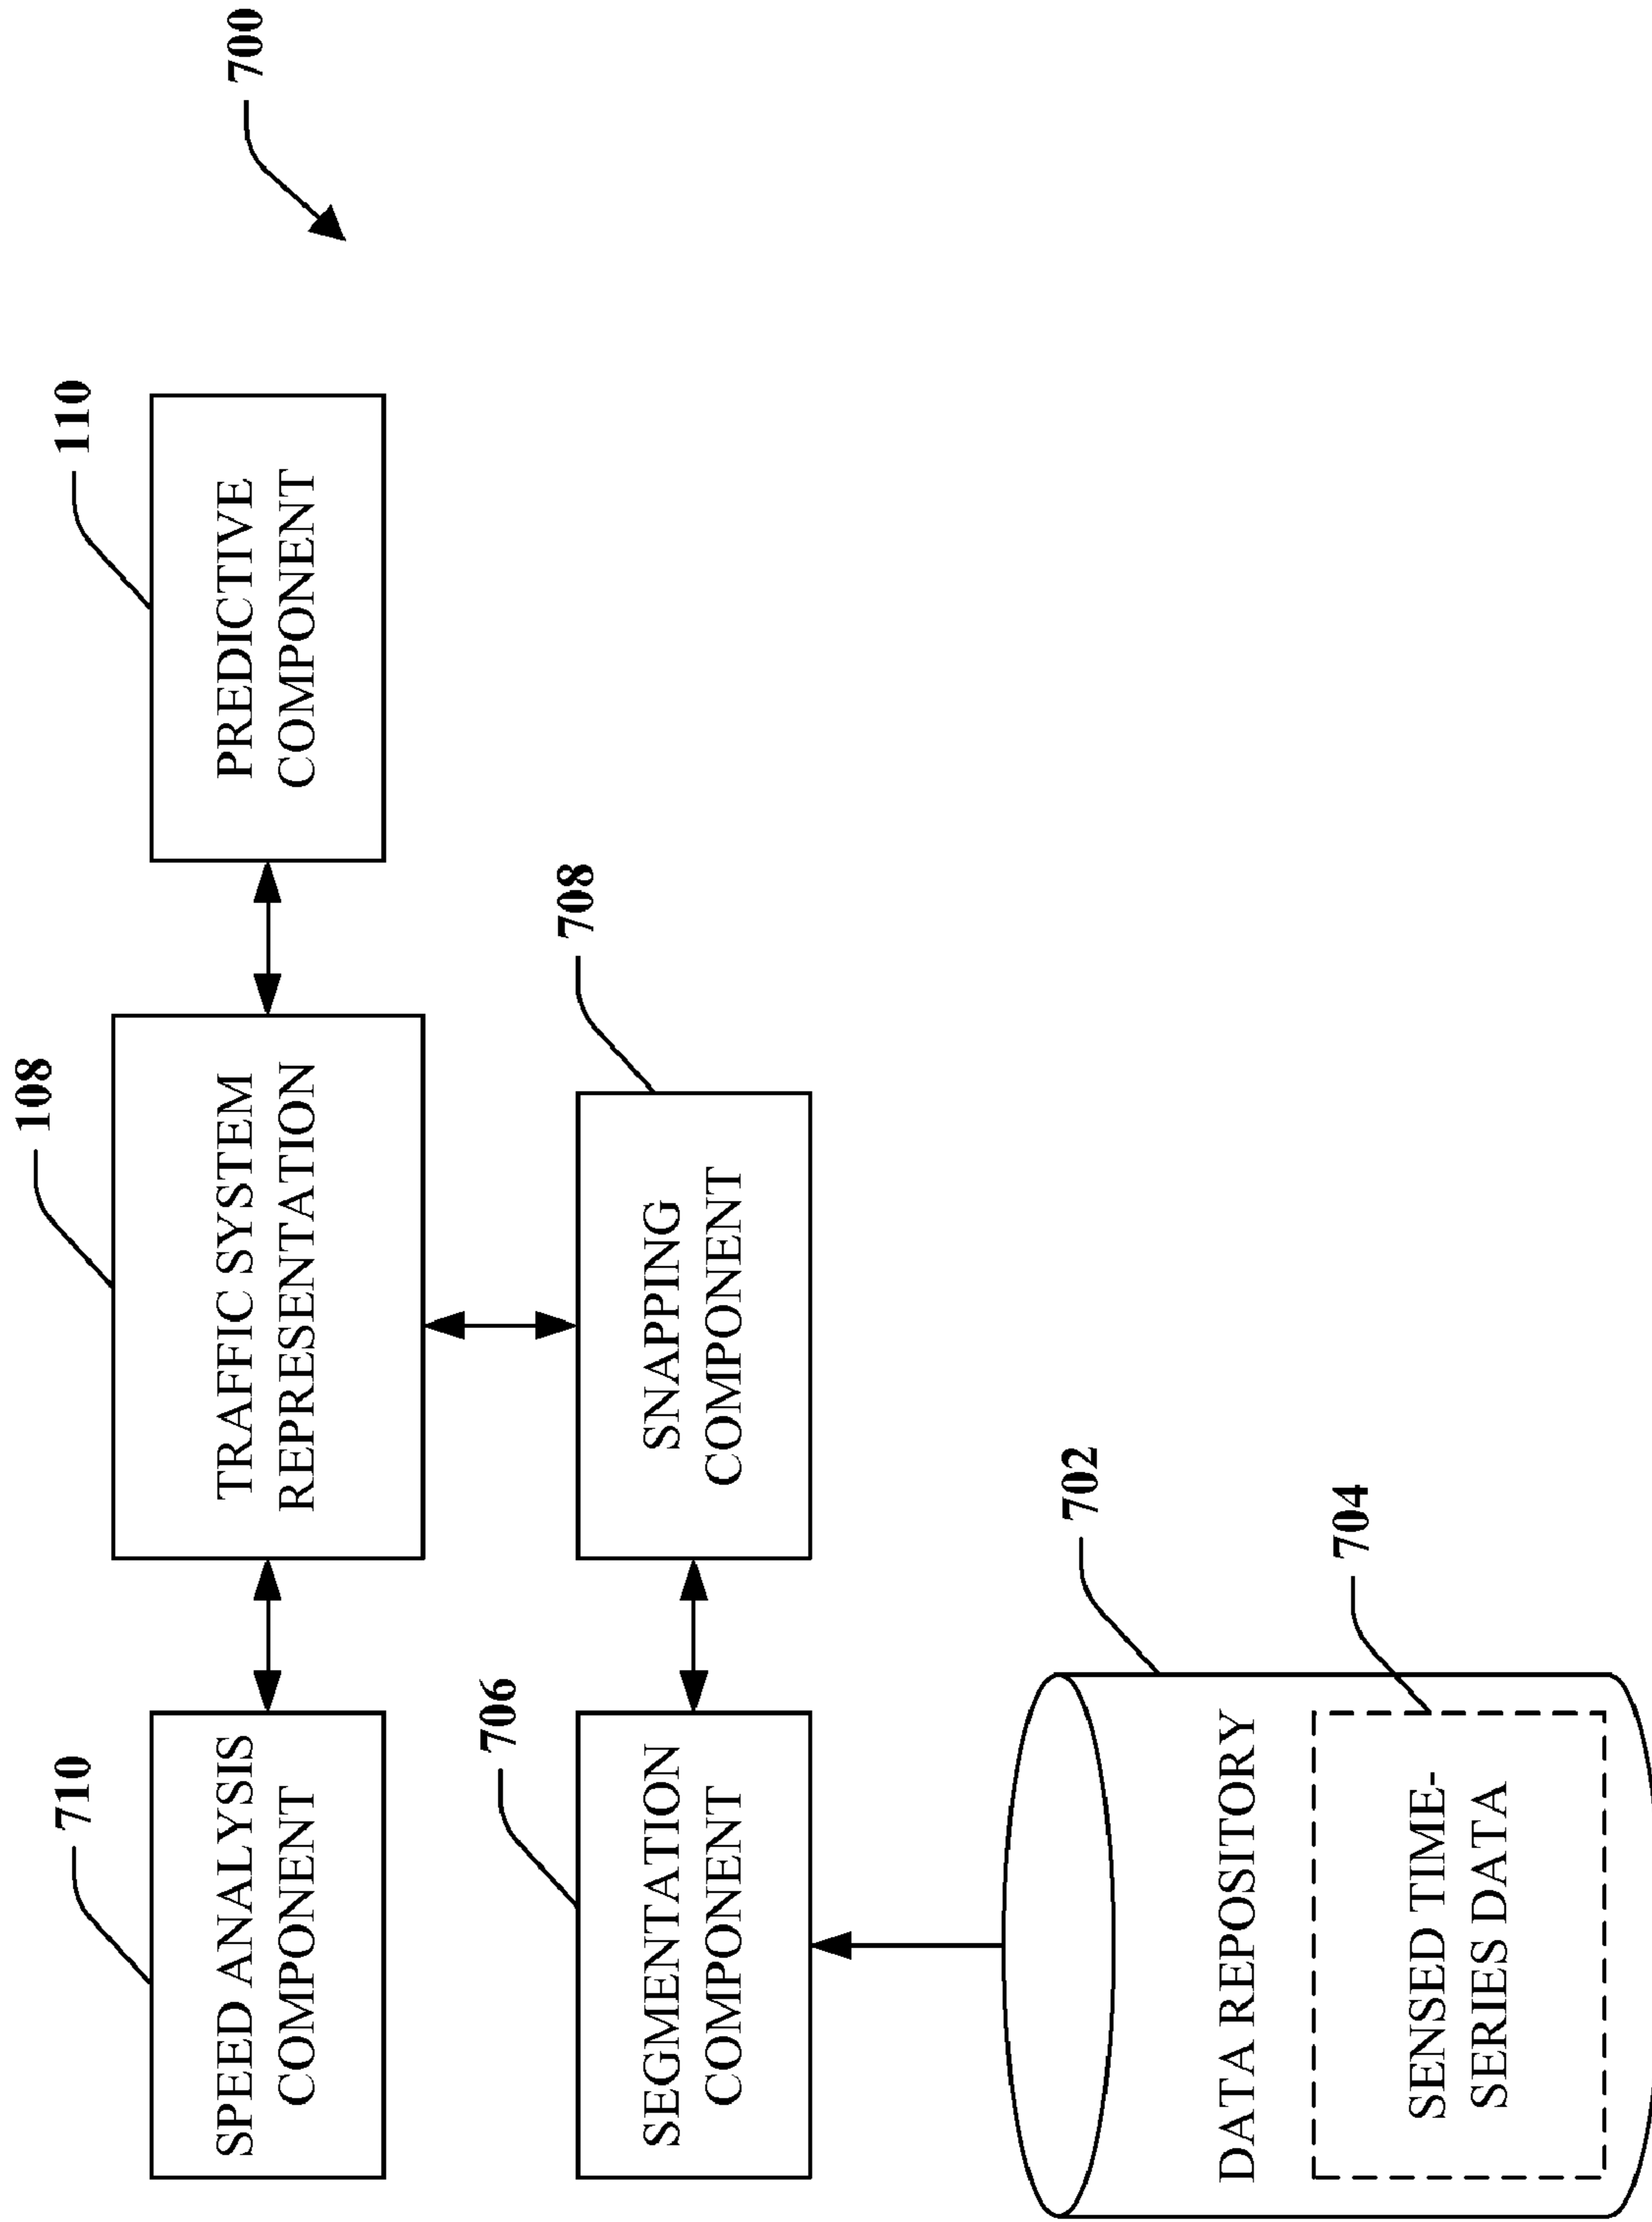 700
710
SPEED ANALYSIS
COMPONENT
108
TRAFFIC SYSTEM
REPRESENTATION
110
PREDICTIVE
COMPONENT
706
SEGMENTATION
COMPONENT
708
SNAPPING
COMPONENT
702
DATA REPOSITORY
704
SENSED TIME-
SERIES DATA